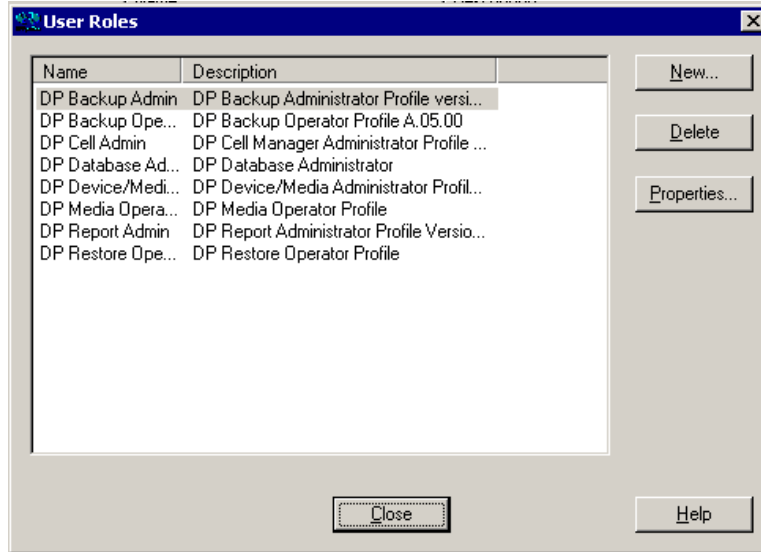 User Roles
Name Description
New...
DP Backup Admin DP Backup Administrator Profile versi...
DP Backup Ope... DP Backup Operator Profile A.05.00
Delete
DP Cell Admin DP Cell Manager Administrator Profile ...
DP Database Ad... DP Database Administrator
DP Device/Medi... DP Device/Media Administrator Profil...
Properties...
DP Media Opera... DP Media Operator Profile
DP Report Admin DP Report Administrator Profile Versio...
DP Restore Ope... DP Restore Operator Profile
Close
Help